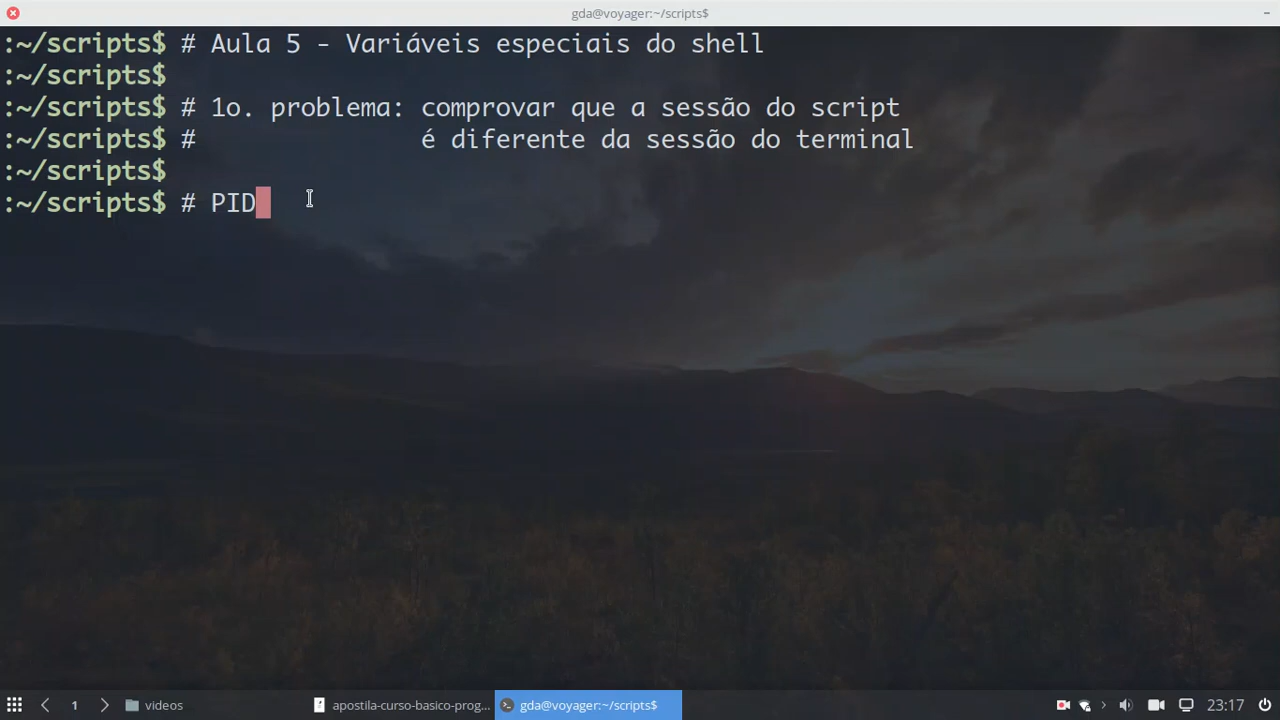 gda@voyager:~/scripts$
:~/scripts$ # Aula 5 - Variáveis especiais do shell
:~/scripts$
:~/scripts$ # 1o. problema: comprovar que a sessão do script
:~/scripts$ # é diferente da sessão do terminal
:~/scripts$
:~/scripts$ # PID
1 videos apostila-curso-basico-prog... gda@voyager:~/scripts$ 23:17